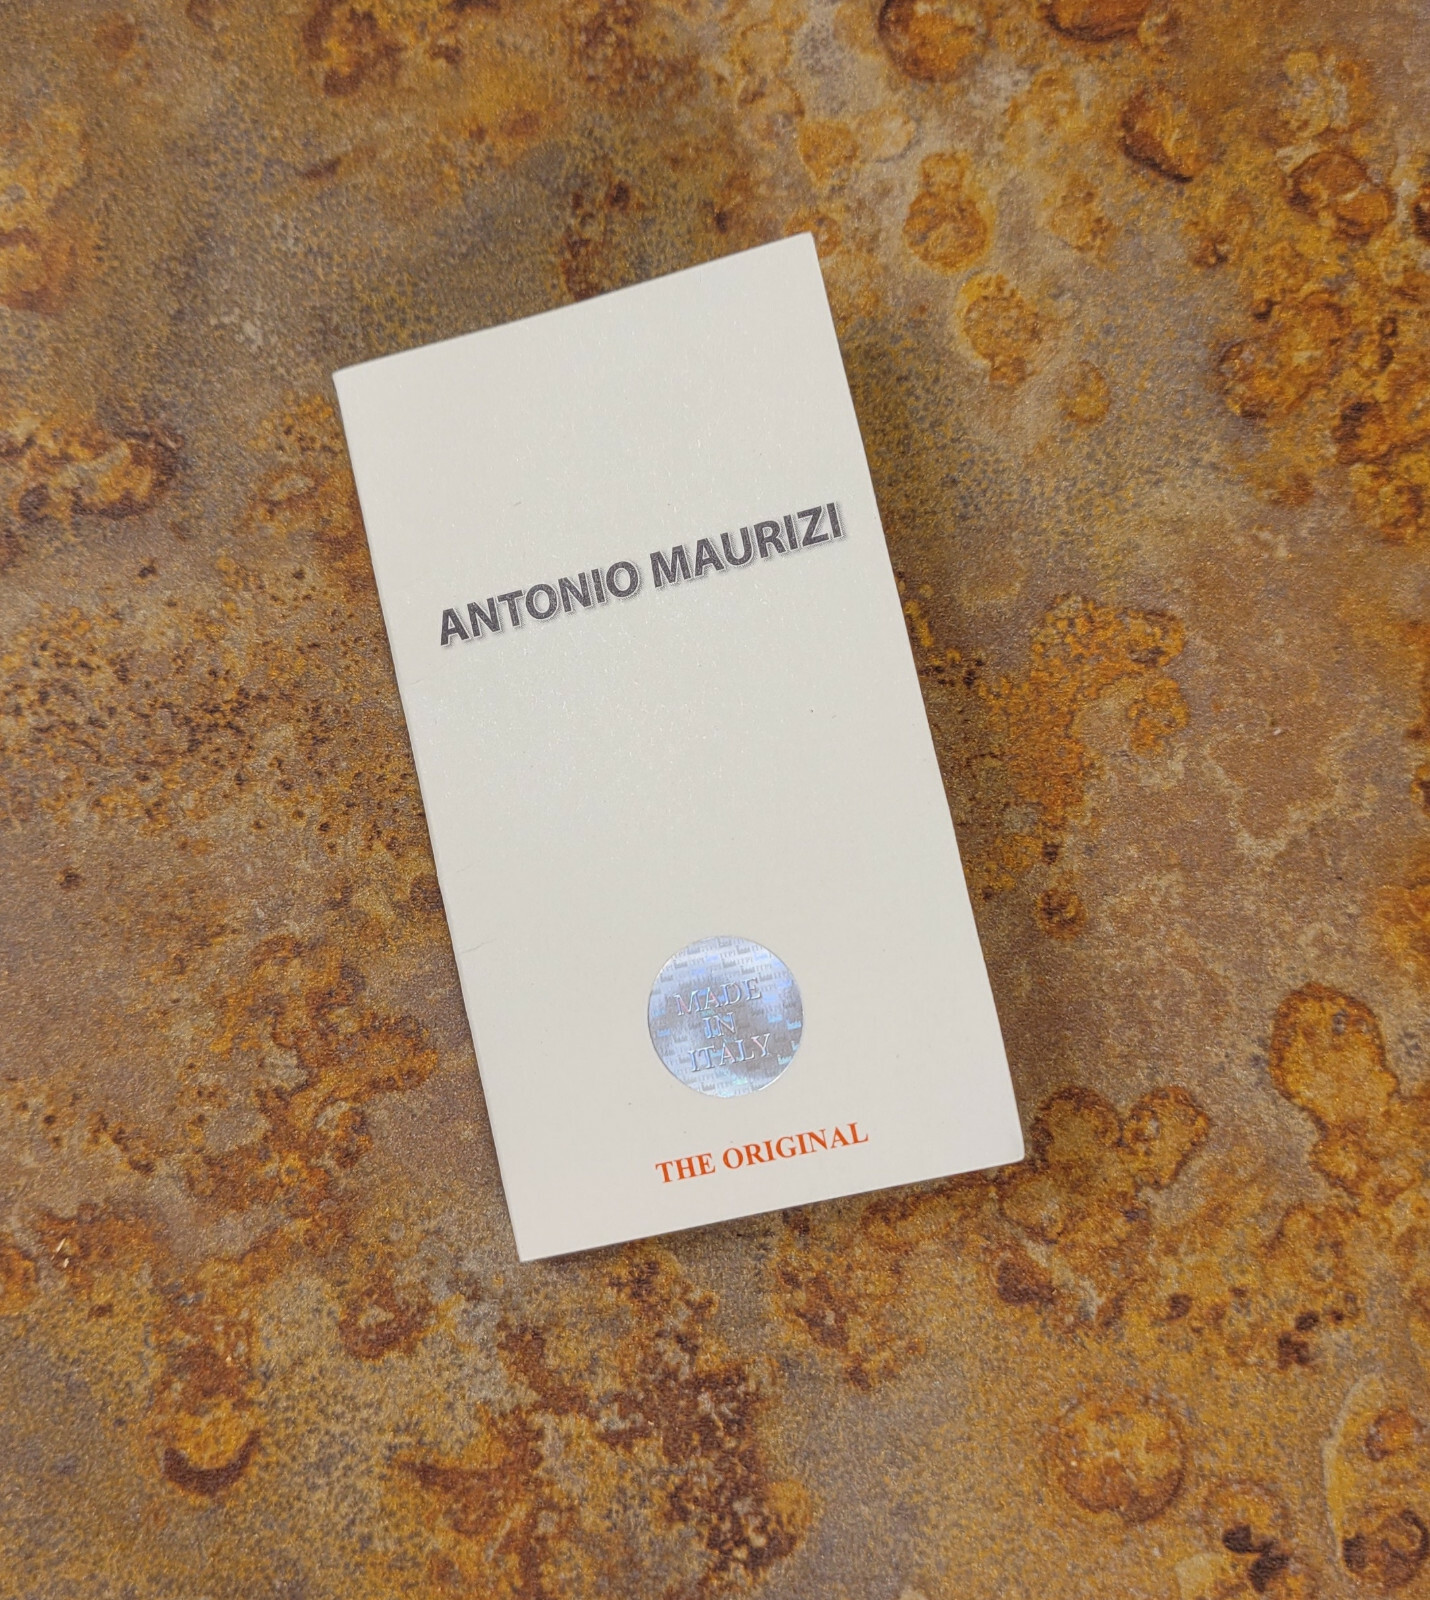 ANTONIO MAURIZI
MADE
IN
ITALY
THE ORIGINAL